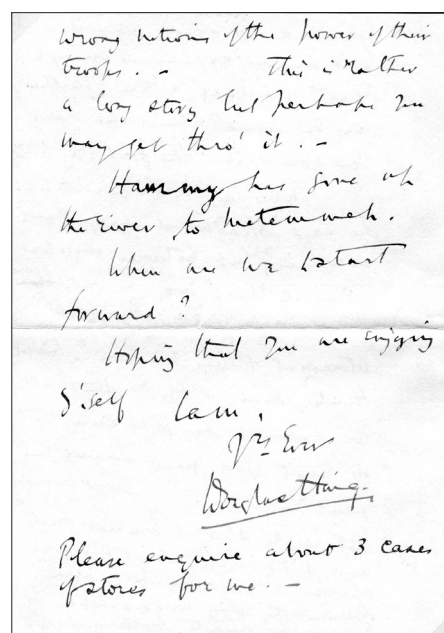 wrong notions of the power of their
troops. – This is rather
a long story but perhaps you
may get thro' it. –
Hammy has gone up
the River to Metemmeh.
When are we to start
forward?
Hoping that you are enjoying
y'self I am,
Yrs Ever
Douglas Haig.
Please enquire about 3 cases
of stores for me. –